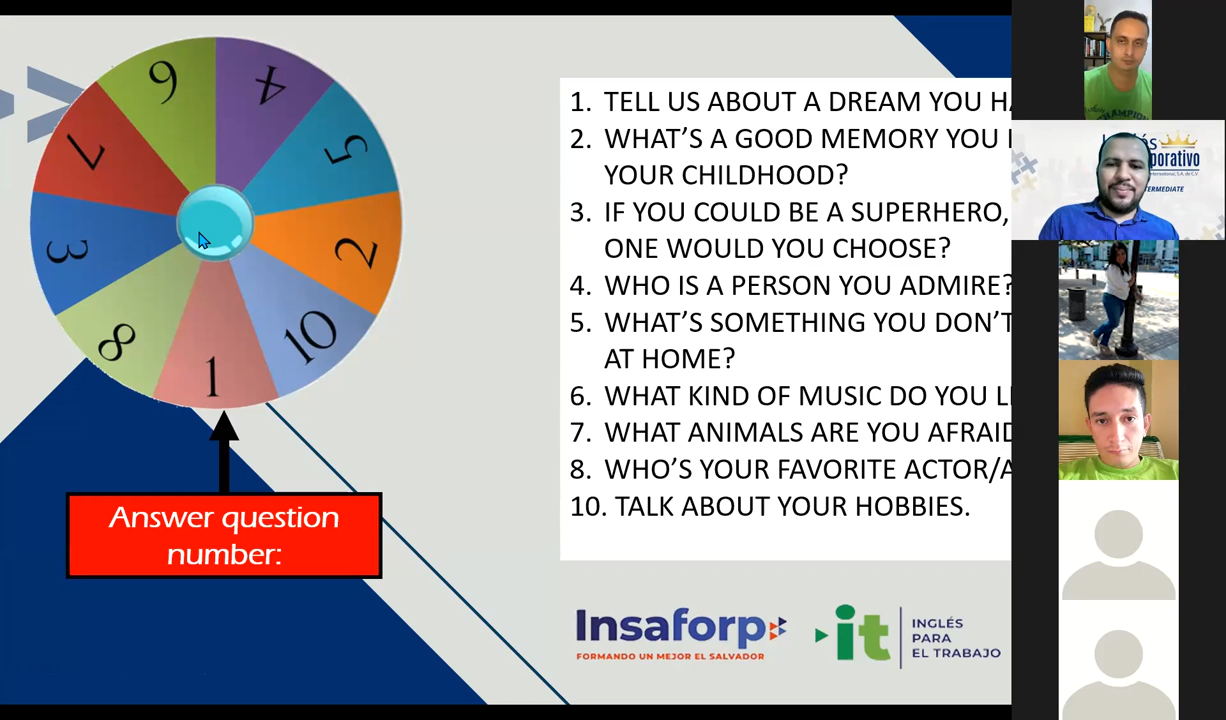 6
4
5
2
10
1
8
3
7
Answer question
number:
1. TELL US ABOUT A DREAM YOU
2. WHAT'S A GOOD MEMORY YOU
YOUR CHILDHOOD?
3. IF YOU COULD BE A SUPERHERO,
ONE WOULD YOU CHOOSE?
4. WHO IS A PERSON YOU ADMIRE?
5. WHAT'S SOMETHING YOU DON'T
AT HOME?
6. WHAT KIND OF MUSIC DO YOU
7. WHAT ANIMALS ARE YOU AFRAID
8. WHO'S YOUR FAVORITE ACTOR/
10. TALK ABOUT YOUR HOBBIES.
Insaforp
FORMANDO UN MEJOR EL SALVADOR
it
INGLÉS
PARA
EL TRABAJO